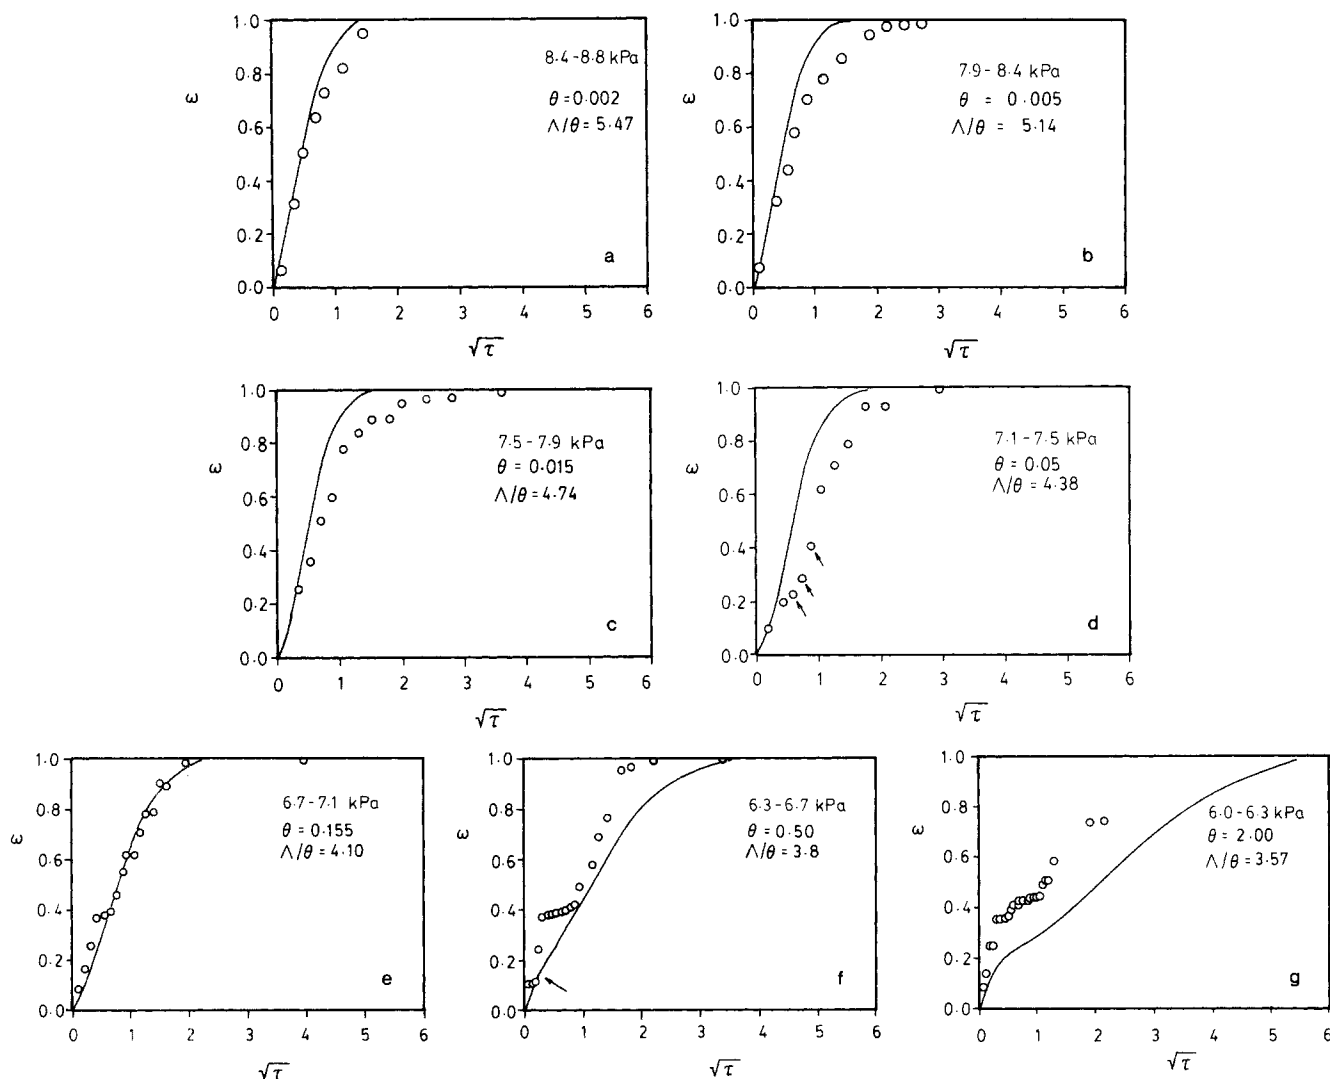 1.0
0.8
0.6
0.4
0.2
0.0
ω
8.4-8.8 kPa
θ=0.002
Λ/θ = 5.47
a
0 1 2 3 4 5 6
√τ
1.0
0.8
0.6
0.4
0.2
0.0
ω
7.9-8.4 kPa
θ = 0.005
Λ/θ = 5.14
b
0 1 2 3 4 5 6
√τ
1.0
0.8
0.6
0.4
0.2
0.0
ω
7.5-7.9 kPa
θ = 0.015
Λ/θ = 4.74
c
0 1 2 3 4 5 6
√τ
1.0
0.8
0.6
0.4
0.2
0.0
ω
7.1-7.5 kPa
θ = 0.05
Λ/θ = 4.38
d
0 1 2 3 4 5 6
√τ
1.0
0.8
0.6
0.4
0.2
0.0
ω
6.7-7.1 kPa
θ = 0.155
Λ/θ = 4.10
e
0 1 2 3 4 5 6
√τ
1.0
0.8
0.6
0.4
0.2
0.0
ω
6.3-6.7 kPa
θ = 0.50
Λ/θ = 3.8
f
0 1 2 3 4 5 6
√τ
1.0
0.8
0.6
0.4
0.2
0.0
ω
6.0-6.3 kPa
θ = 2.00
Λ/θ = 3.57
g
0 1 2 3 4 5 6
√τ